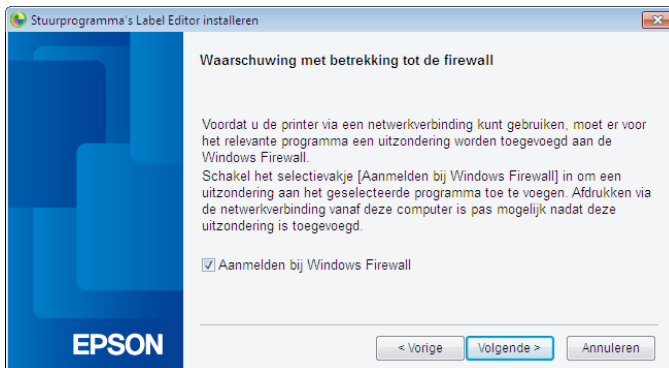 Stuurprogramma's Label Editor installeren
Waarschuwing met betrekking tot de firewall
Voordat u de printer via een netwerkverbinding kunt gebruiken, moet er voor
het relevante programma een uitzondering worden toegevoegd aan de
Windows Firewall.
Schakel het selectievakje [Aanmelden bij Windows Firewall] in om een
uitzondering aan het geselecteerde programma toe te voegen. Afdrukken via
de netwerkverbinding vanaf deze computer is pas mogelijk nadat deze
uitzondering is toegevoegd.
Aanmelden bij Windows Firewall
EPSON
< Vorige Volgende > Annuleren